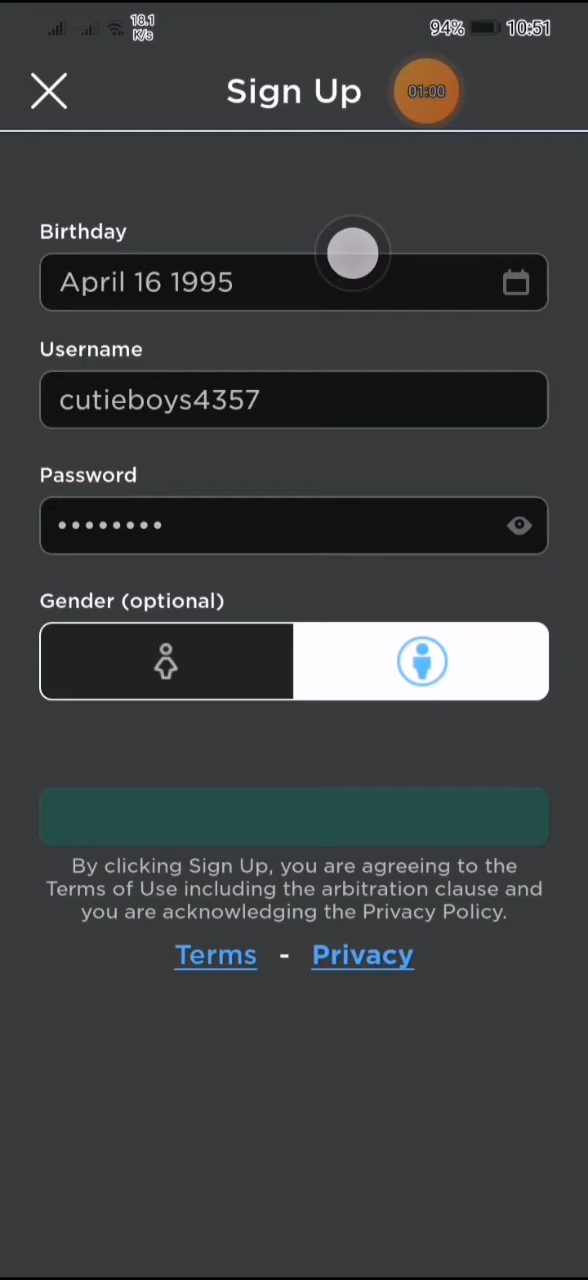 18.1
K/s
94%
10:51
Sign Up
01:00
Birthday
April 16 1995
Username
cutieboys4357
Password
••••••••
Gender (optional)
By clicking Sign Up, you are agreeing to the
Terms of Use including the arbitration clause and
you are acknowledging the Privacy Policy.
Terms - Privacy